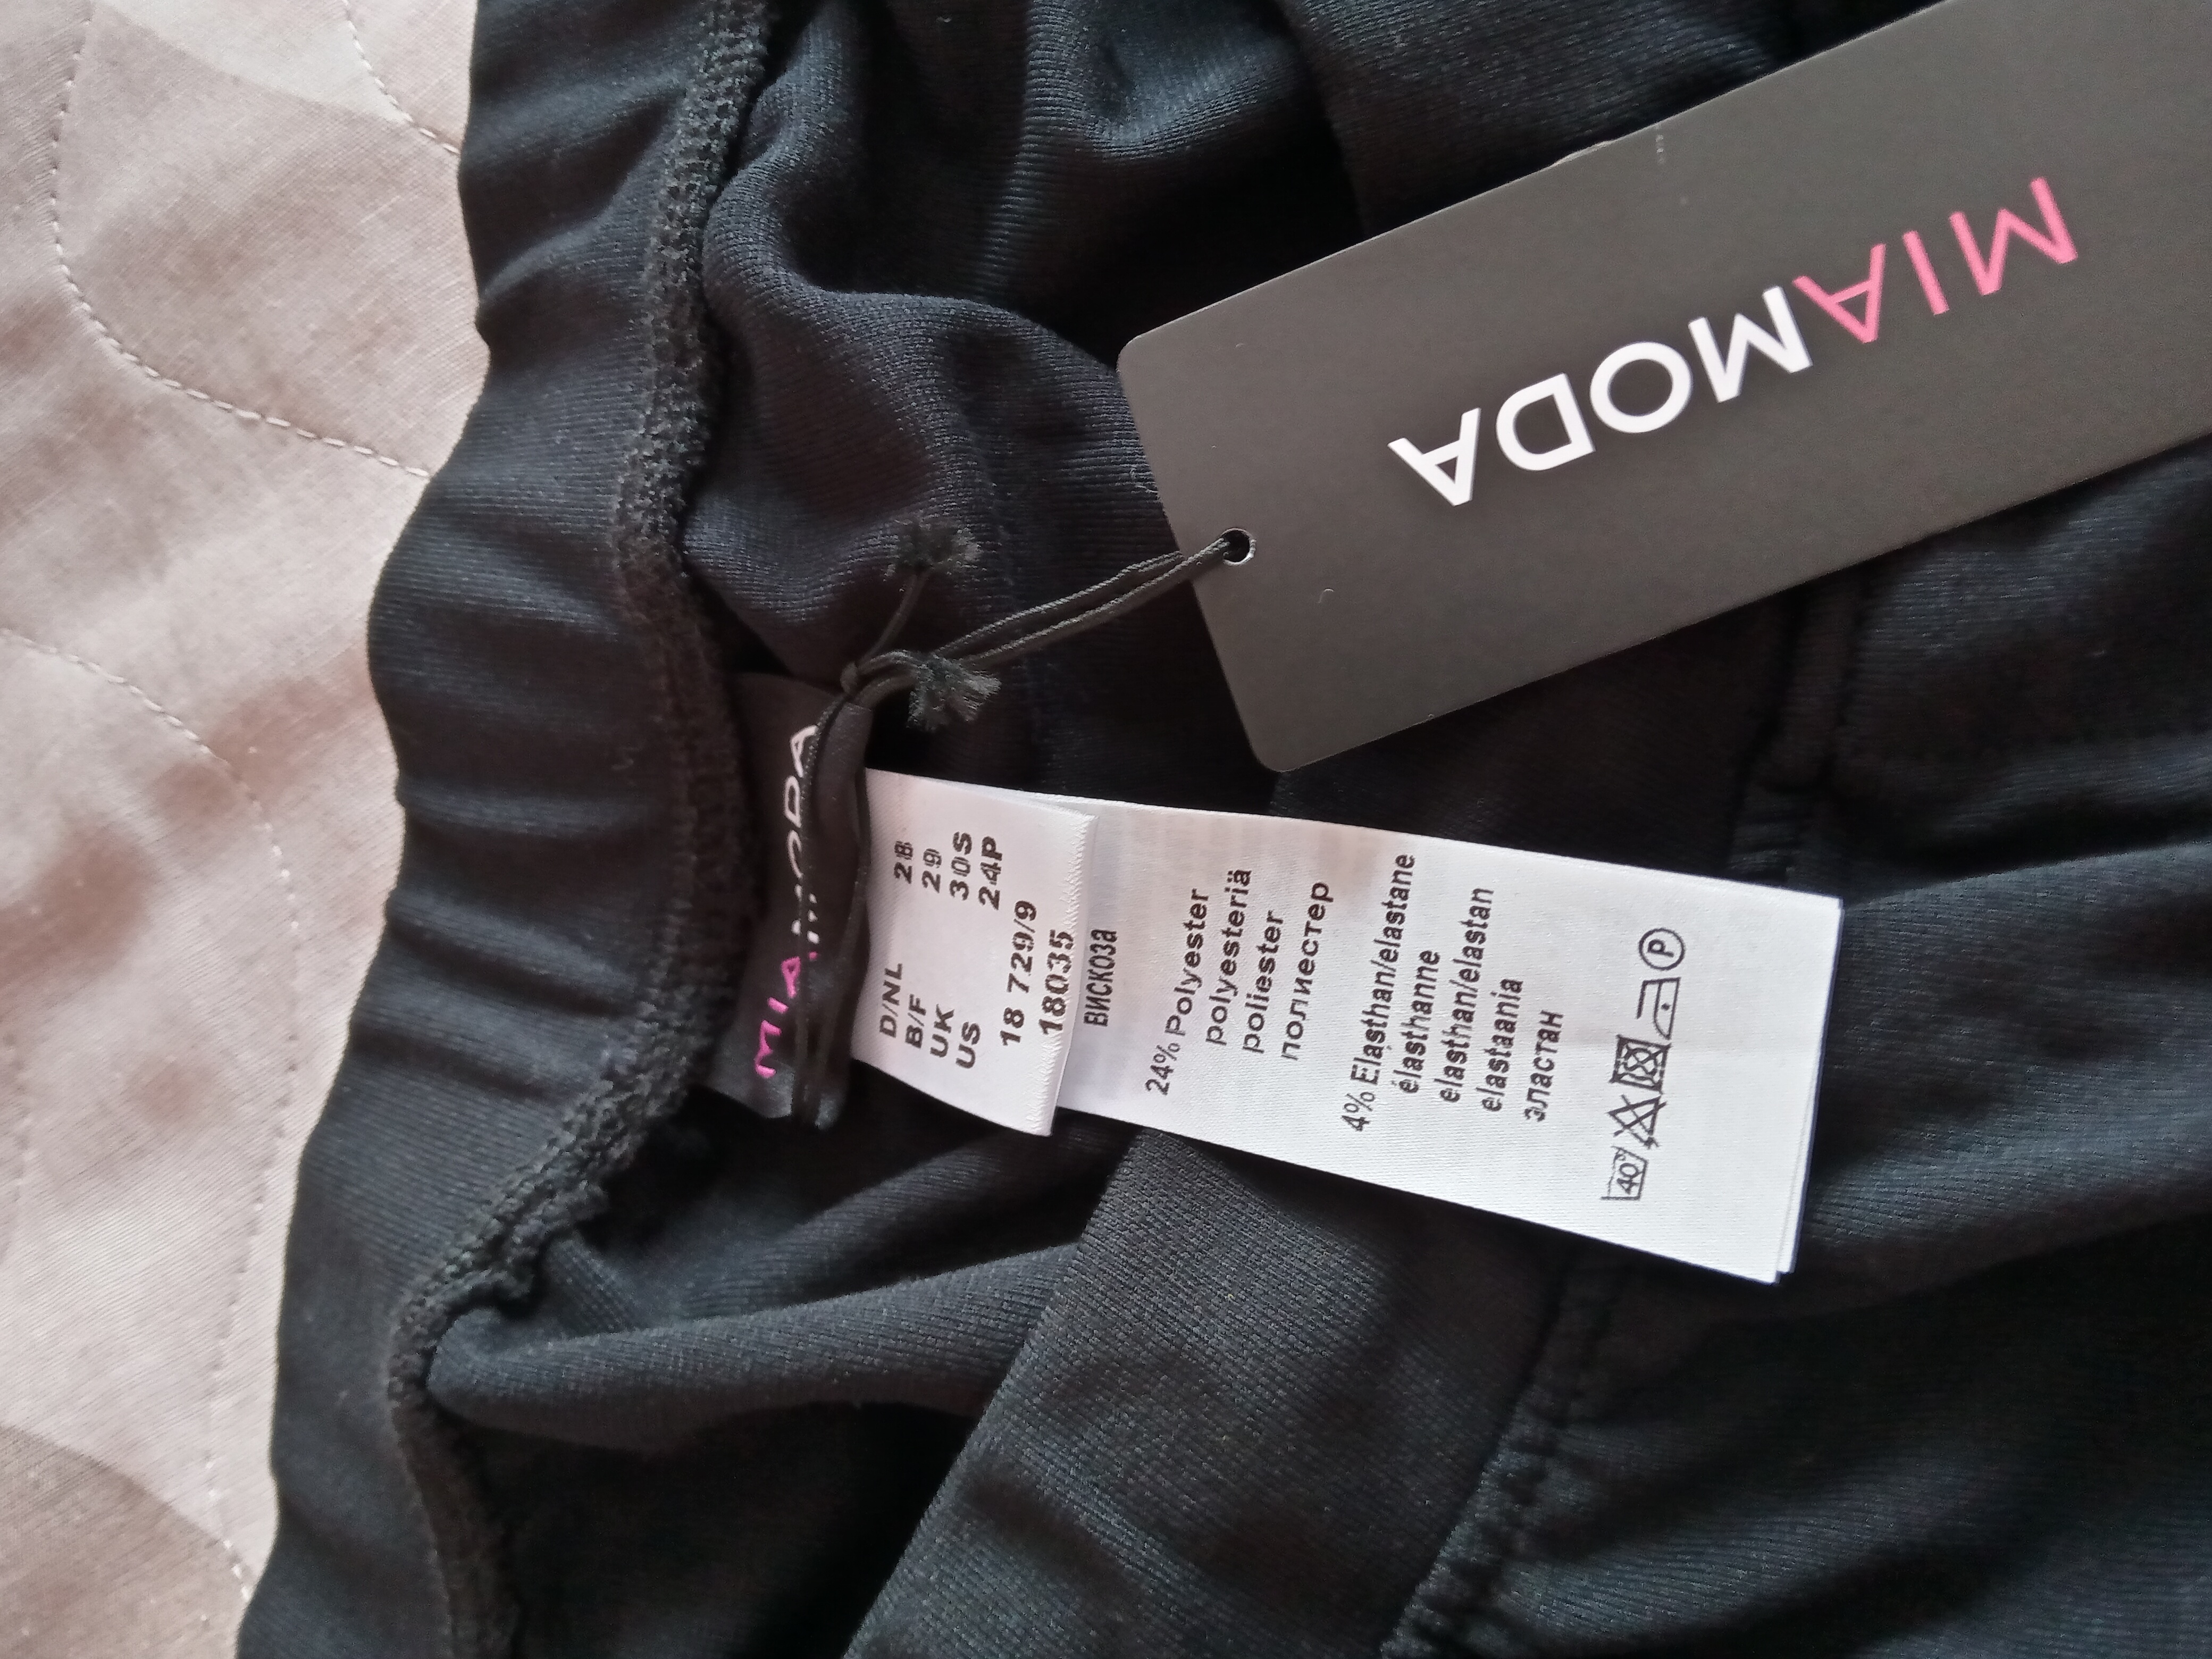 MIAMODA
MIAMODA
D/NL 28
B/F 29
UK 30S
US 24P
18 729/9
18035
вискоза
24% Polyester
polyesteriä
poliester
полиестер
4% Elasthan/elastane
élasthanne
elasthan/elastan
elastaania
эластан
40°
P